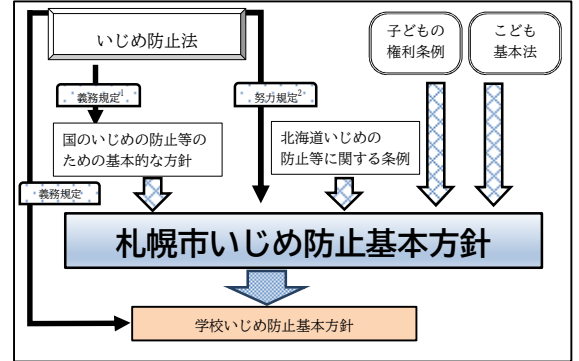 いじめ防止法
子どもの
権利条例
こども
基本法
義務規定1
努力規定2
国のいじめの防止等の
ための基本的な方針
北海道いじめの
防止等に関する条例
義務規定
札幌市いじめ防止基本方針
学校いじめ防止基本方針